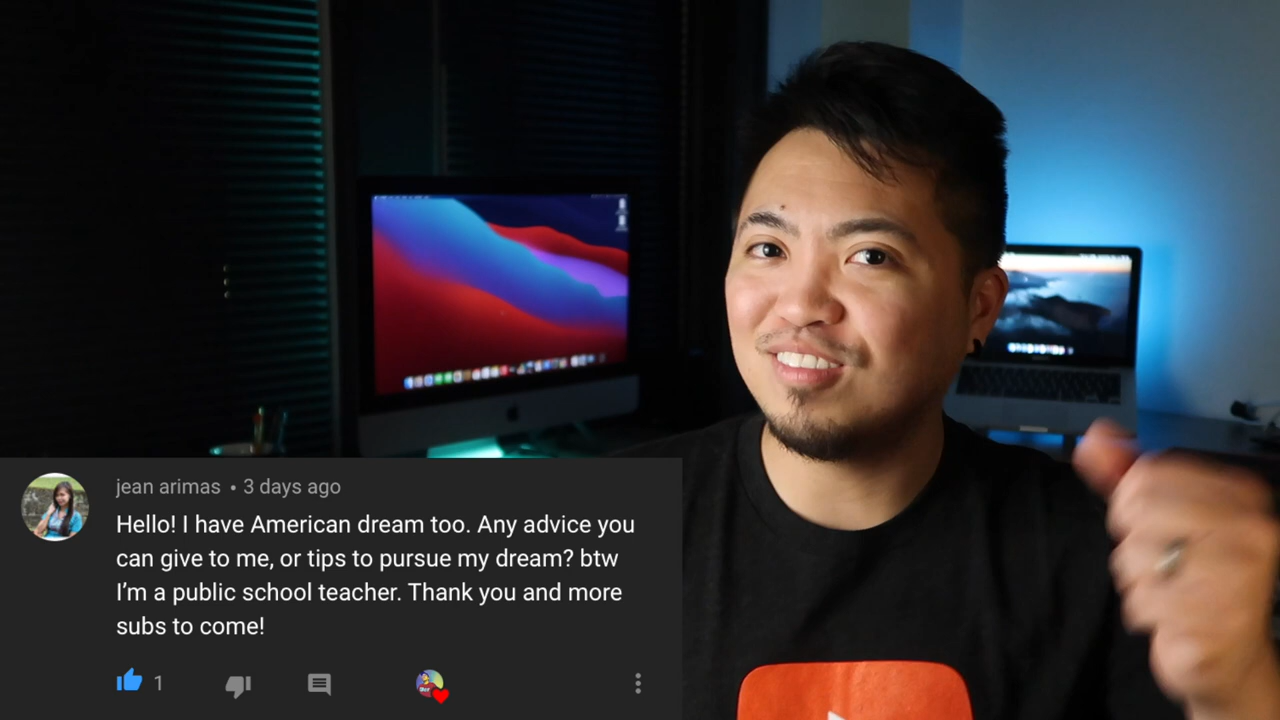 jean arimas • 3 days ago
Hello! I have American dream too. Any advice you
can give to me, or tips to pursue my dream? btw
I'm a public school teacher. Thank you and more
subs to come!
1